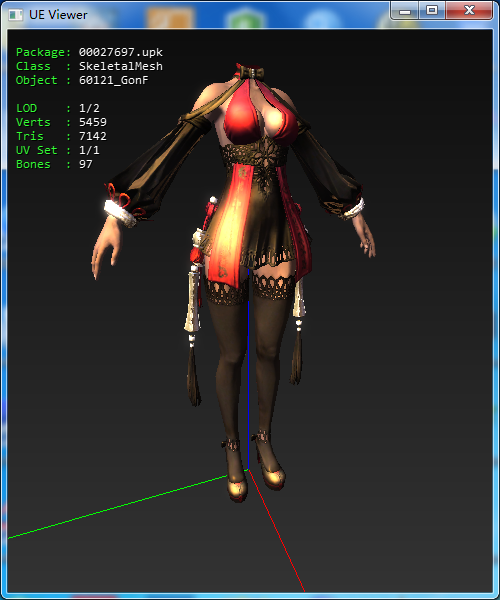 UE Viewer
Package: 00027697.upk
Class : SkeletalMesh
Object : 60121_GonF
LOD : 1/2
Verts : 5459
Tris : 7142
UV Set : 1/1
Bones : 97